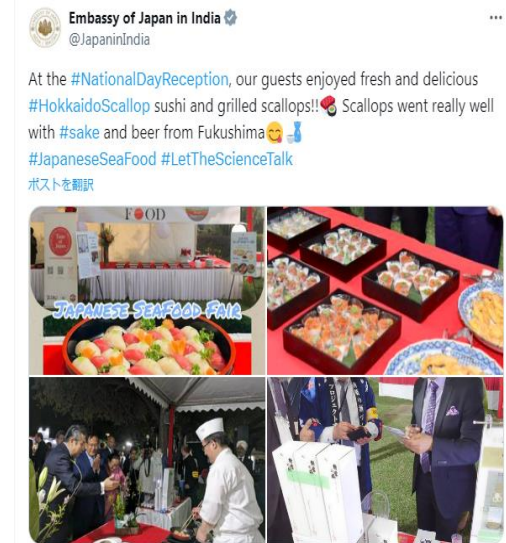 Embassy of Japan in India
@JapaninIndia
At the #NationalDayReception, our guests enjoyed fresh and delicious
#HokkaidoScallop sushi and grilled scallops!! Scallops went really well
with #sake and beer from Fukushima
#JapaneseSeaFood #LetTheScienceTalk
ポストを翻訳
FOOD
JAPANESE SEAFOOD FAIR